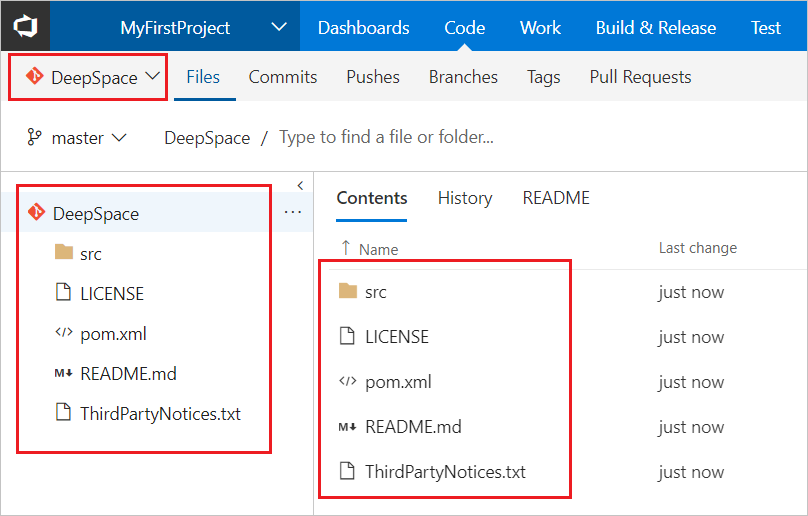 MyFirstProject Dashboards Code Work Build & Release Test
DeepSpace Files Commits Pushes Branches Tags Pull Requests
master DeepSpace / Type to find a file or folder...
DeepSpace ...
src
LICENSE
</> pom.xml
M↓ README.md
ThirdPartyNotices.txt
Contents History README
↑ Name Last change
src just now
LICENSE just now
</> pom.xml just now
M↓ README.md just now
ThirdPartyNotices.txt just now